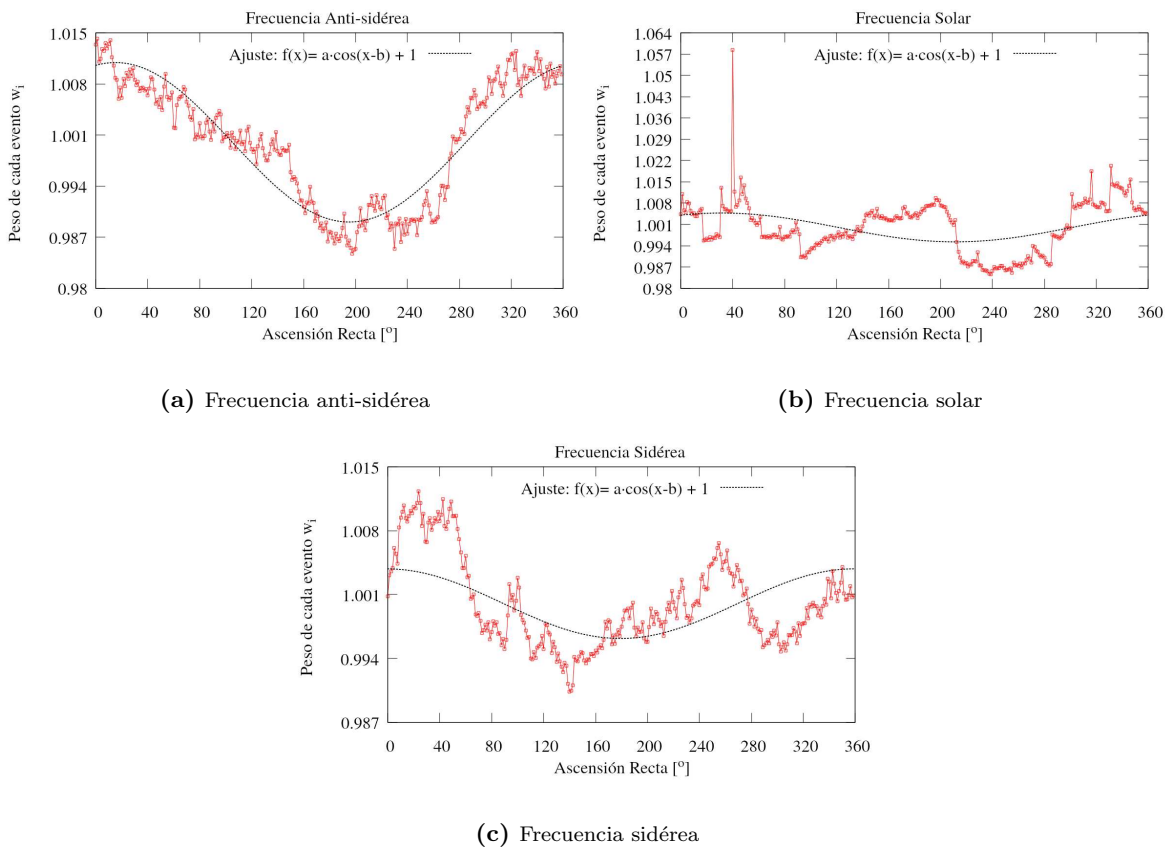 Frecuencia Anti-sidérea
Ajuste: f(x)= a·cos(x-b) + 1
Peso de cada evento wi
1.015
1.008
1.001
0.994
0.987
0.98
0 40 80 120 160 200 240 280 320 360
Ascensión Recta [º]
(a) Frecuencia anti-sidérea
Frecuencia Solar
Ajuste: f(x)= a·cos(x-b) + 1
Peso de cada evento wi
1.064
1.057
1.05
1.043
1.036
1.029
1.022
1.015
1.008
1.001
0.994
0.987
0.98
0 40 80 120 160 200 240 280 320 360
Ascensión Recta [º]
(b) Frecuencia solar
Frecuencia Sidérea
Ajuste: f(x)= a·cos(x-b) + 1
Peso de cada evento wi
1.015
1.008
1.001
0.994
0.987
0 40 80 120 160 200 240 280 320 360
Ascensión Recta [º]
(c) Frecuencia sidérea